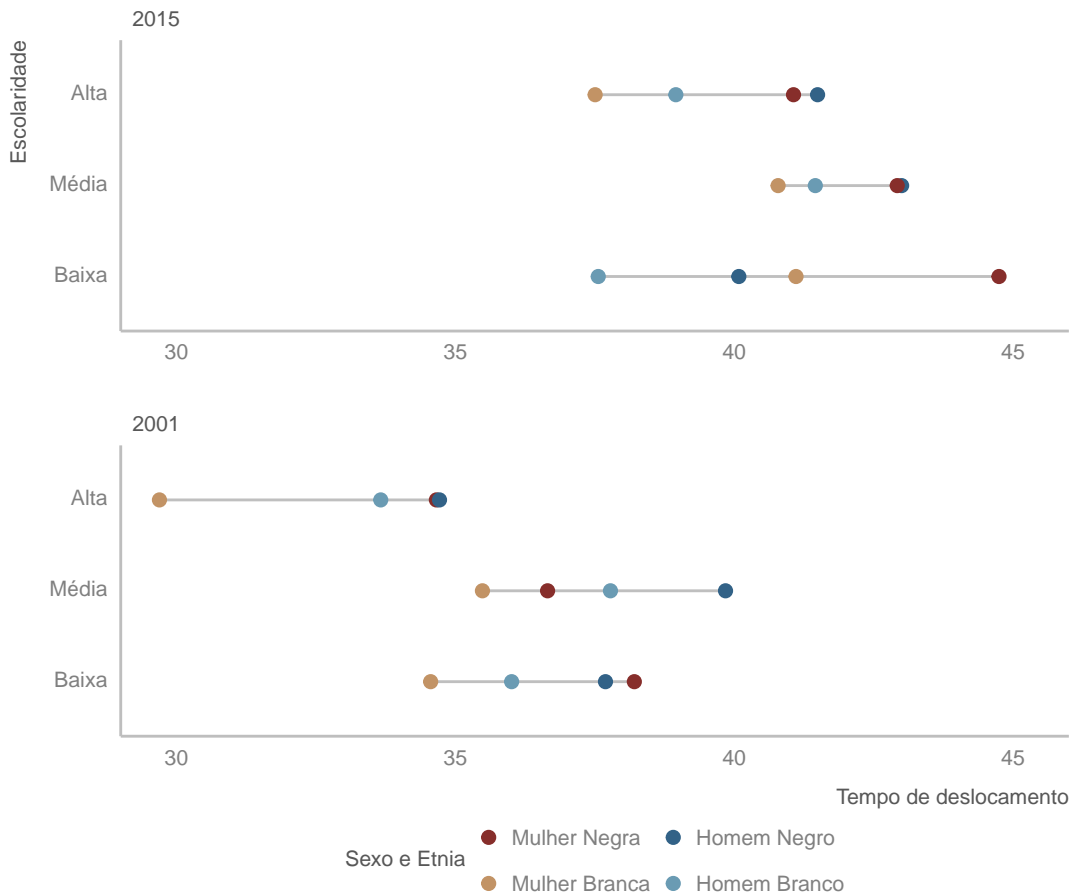 2015
Escolaridade
Alta
Média
Baixa
30 35 40 45
2001
Alta
Média
Baixa
30 35 40 45
Tempo de deslocamento
Sexo e Etnia
Mulher Negra Homem Negro
Mulher Branca Homem Branco